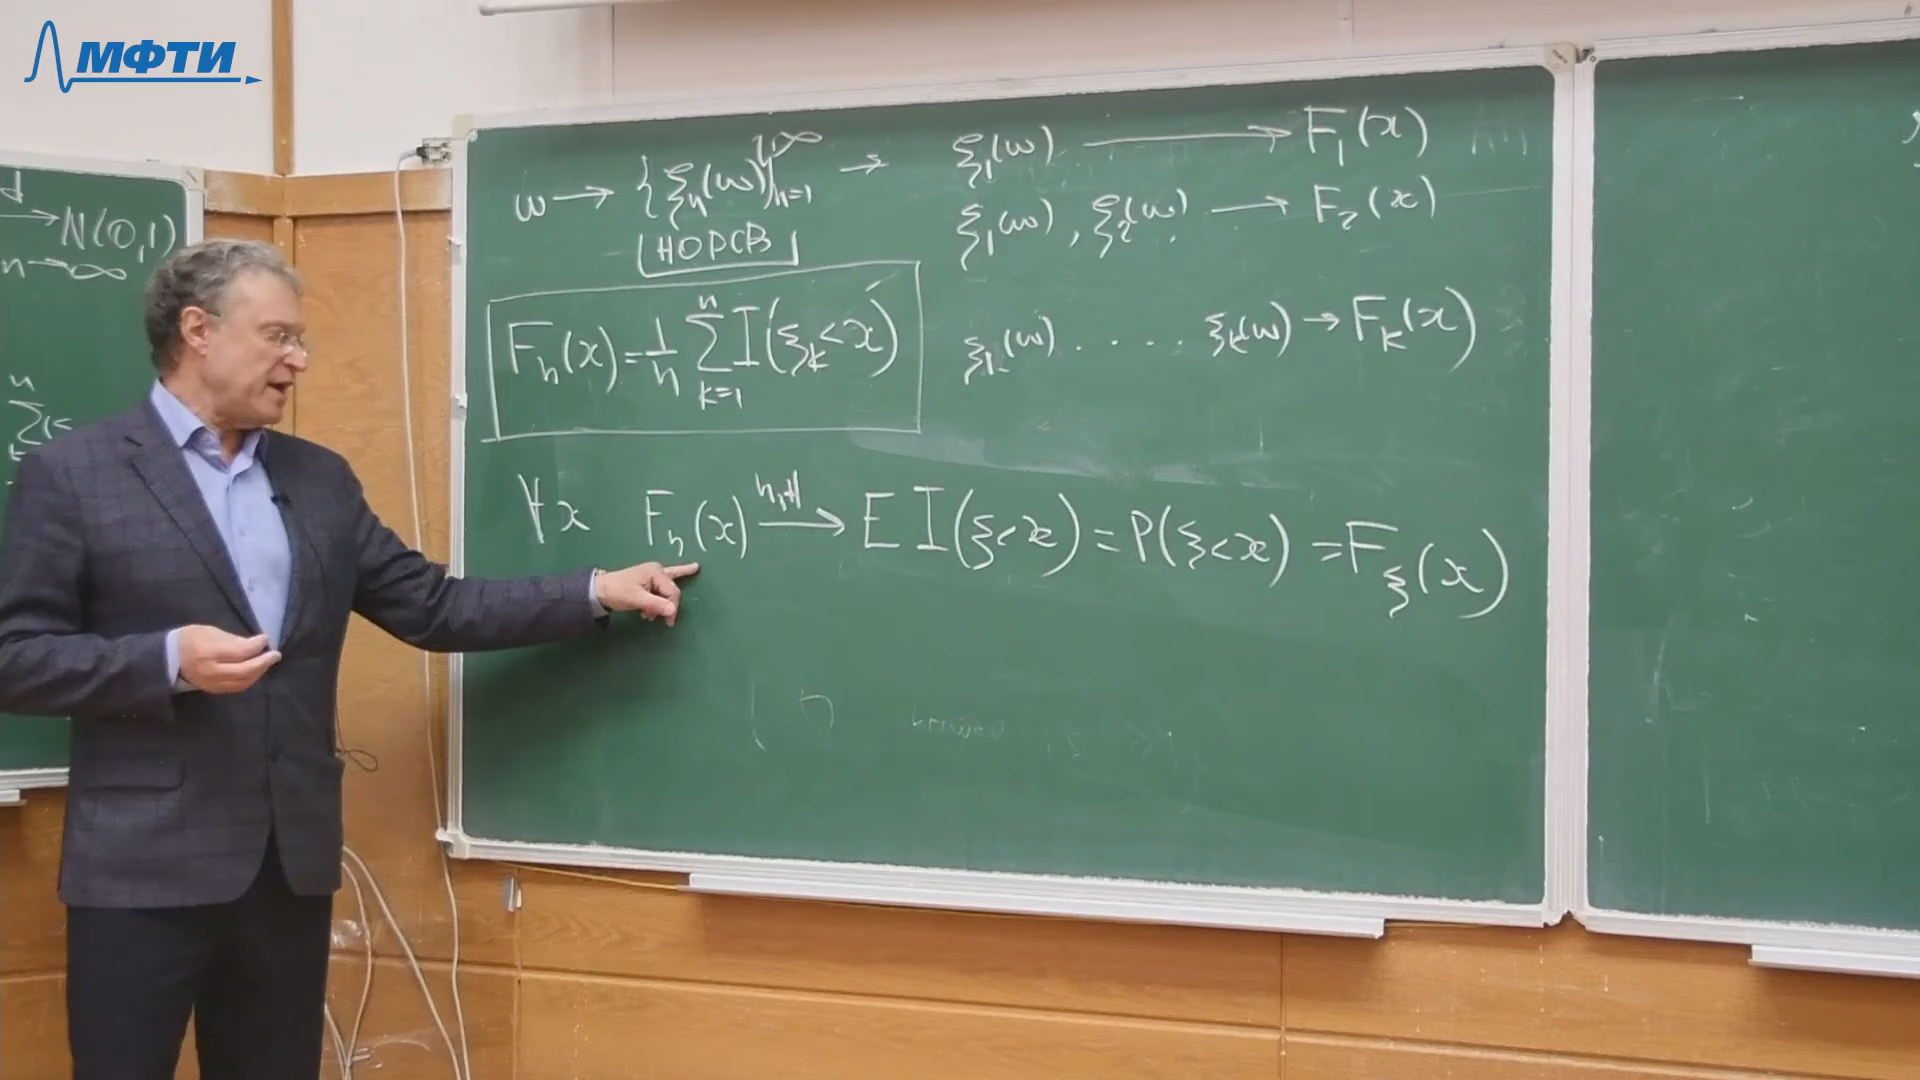 МФТИ
d
→ N(0,1)
n→∞
n
Σ
ω → {ξₙ(ω)}ₙ₌₁^∞ →
НОРСВ
ξ₁(ω) → F₁(x)
ξ₁(ω), ξ₂(ω) → F₂(x)
ξ₁(ω) . . . . ξₖ(ω) → Fₖ(x)
Fₙ(x) = 1/n Σₖ₌₁ⁿ I(ξₖ < x)
∀x Fₙ(x) → E I(ξ < x) = P(ξ < x) = F_ξ(x)